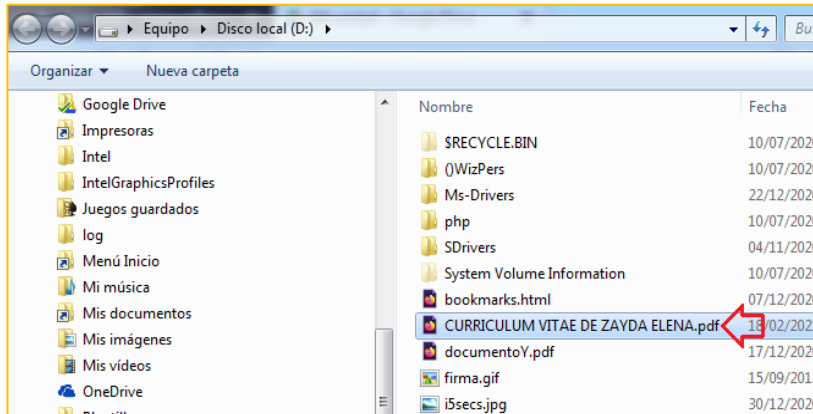 Equipo Disco local (D:)
Bu
Organizar Nueva carpeta
Google Drive
Impresoras
Intel
IntelGraphicsProfiles
Juegos guardados
log
Menú Inicio
Mi música
Mis documentos
Mis imágenes
Mis vídeos
OneDrive
Nombre Fecha
$RECYCLE.BIN 10/07/202
()WizPers 10/07/202
Ms-Drivers 22/12/202
php 10/07/202
SDrivers 04/11/202
System Volume Information 10/07/202
bookmarks.html 07/12/202
CURRICULUM VITAE DE ZAYDA ELENA.pdf 18/02/202
documentoY.pdf 17/12/202
firma.gif 15/09/201
i5secs.jpg 30/12/202